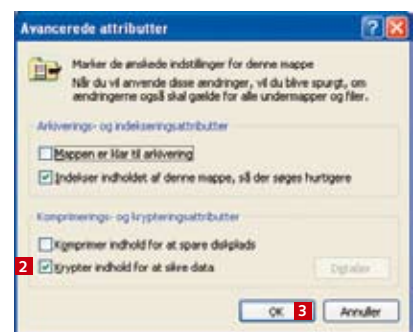 Avancerede attributter
Marker de ønskede indstillinger for denne mappe
Når du vil anvende disse ændringer, vil du blive spurgt, om
ændringerne også skal gælde for alle undermapper og filer.
Arkiverings- og indekseringsattributter
Mappen er klar til arkivering
Indekser indholdet af denne mappe, så der søges hurtigere
Komprimerings- og krypteringsattributter
Komprimer indhold for at spare diskplads
2 Krypter indhold for at sikre data
Detaljer
OK 3 Annuller